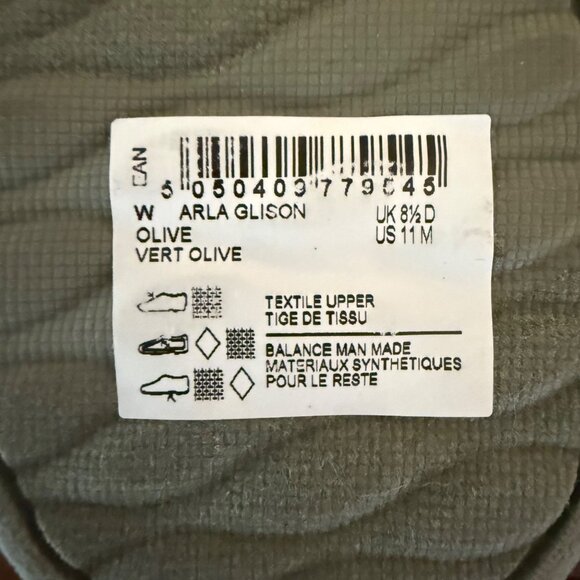 EAN
5 050409 779545
W ARLA GLISON
UK 8½ D
OLIVE
US 11 M
VERT OLIVE
TEXTILE UPPER
TIGE DE TISSU
BALANCE MAN MADE
MATERIAUX SYNTHETIQUES
POUR LE RESTE